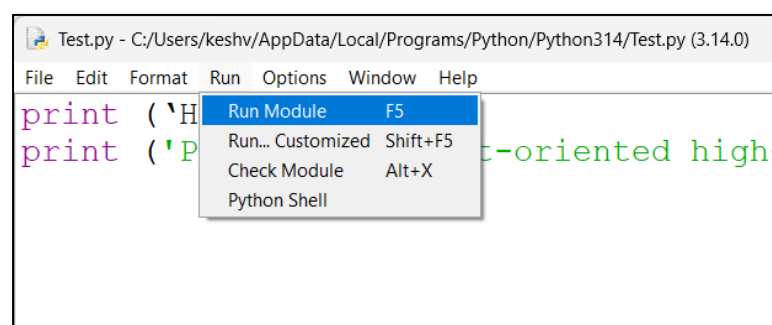 Test.py - C:/Users/keshv/AppData/Local/Programs/Python/Python314/Test.py (3.14.0)
File Edit Format Run Options Window Help
print (‛H
print ('P t-oriented high
Run Module F5
Run... Customized Shift+F5
Check Module Alt+X
Python Shell